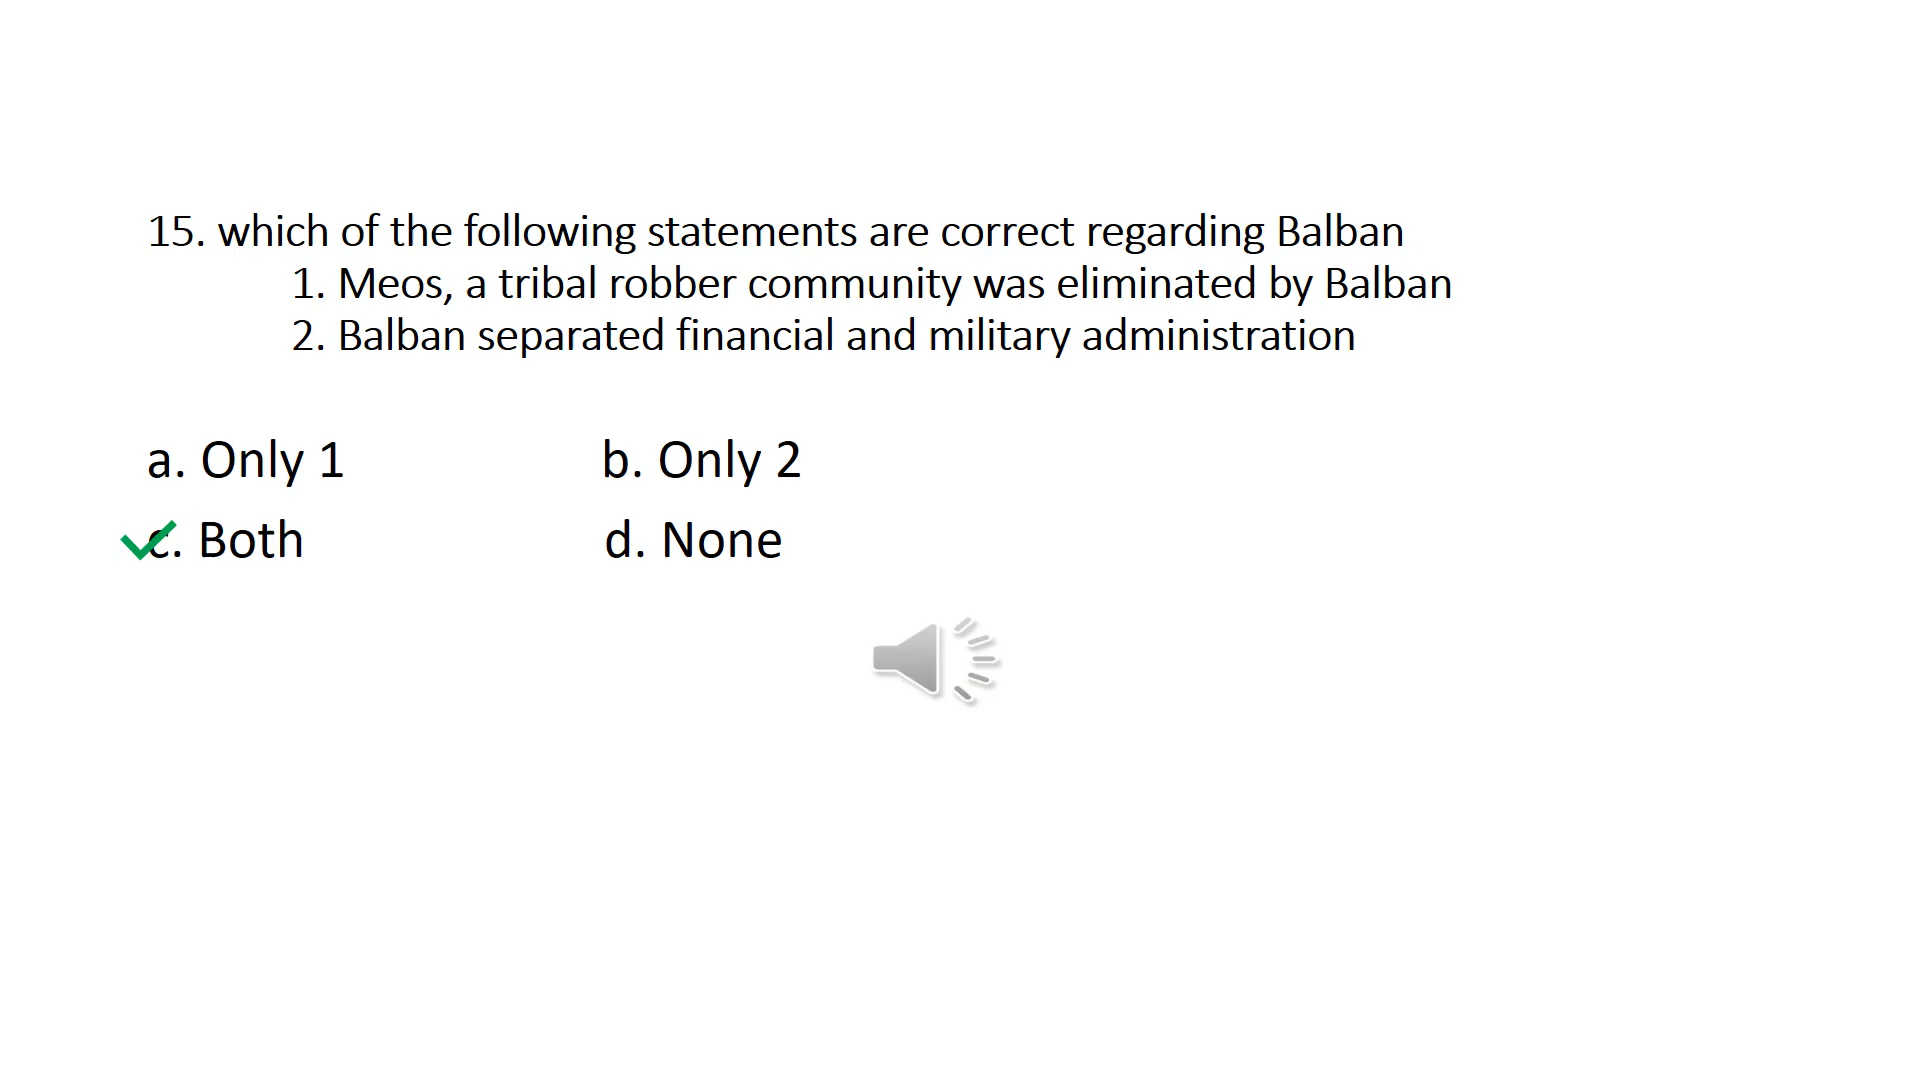 15. which of the following statements are correct regarding Balban
1. Meos, a tribal robber community was eliminated by Balban
2. Balban separated financial and military administration
a. Only 1 b. Only 2
c. Both d. None